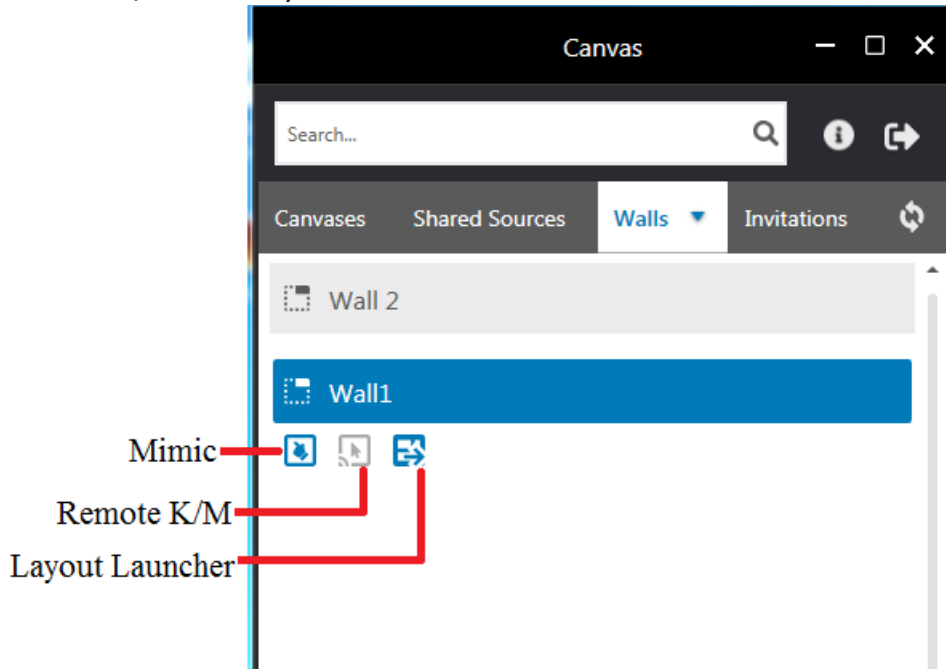 Canvas
Search...
Canvases Shared Sources Walls Invitations
Wall 2
Wall1
Mimic
Remote K/M
Layout Launcher